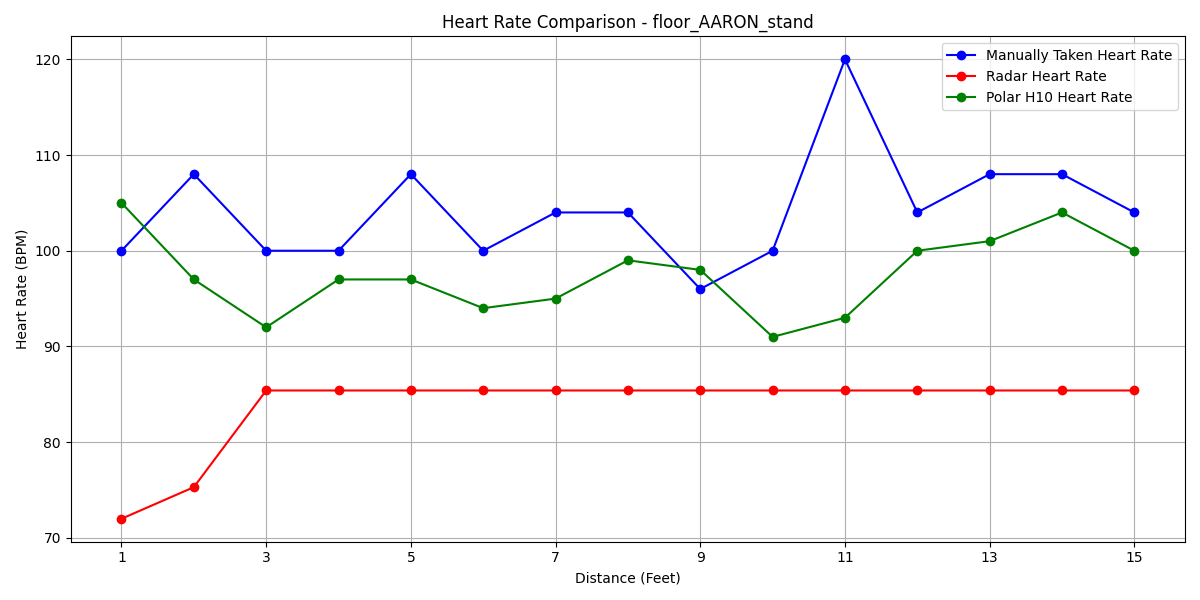 Heart Rate Comparison - floor_AARON_stand
Manually Taken Heart Rate
Radar Heart Rate
Polar H10 Heart Rate
Heart Rate (BPM)
120
110
100
90
80
70
1 3 5 7 9 11 13 15
Distance (Feet)